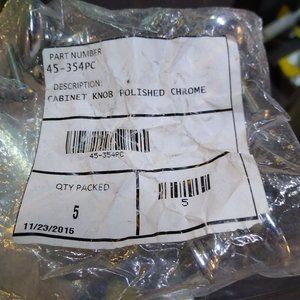 PART NUMBER
45-354PC
DESCRIPTION:
CABINET KNOB POLISHED CHROME
45-354PC
QTY PACKED
5
5
11/23/2016